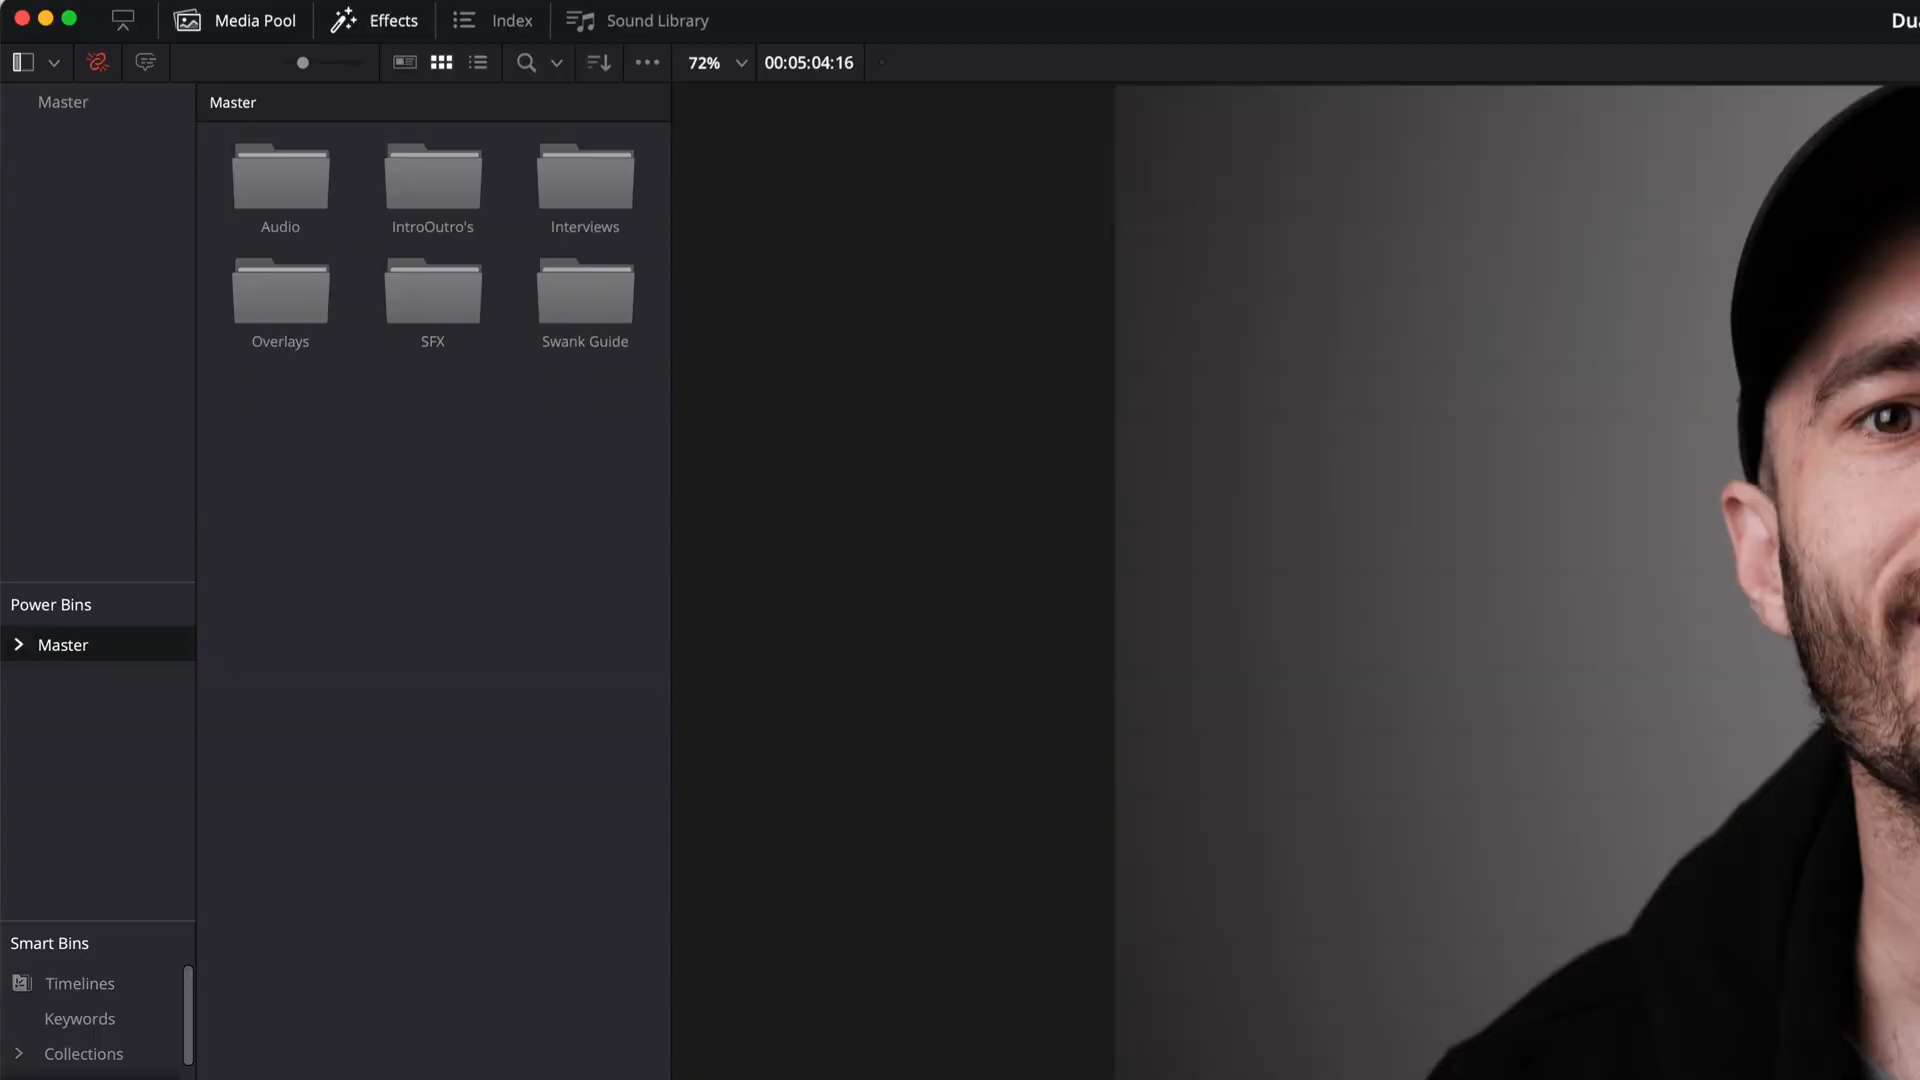 Media Pool
Effects
Index
Sound Library
72%
00:05:04:16
Master
Master
Audio
IntroOutro's
Interviews
Overlays
SFX
Swank Guide
Power Bins
Master
Smart Bins
Timelines
Keywords
Collections